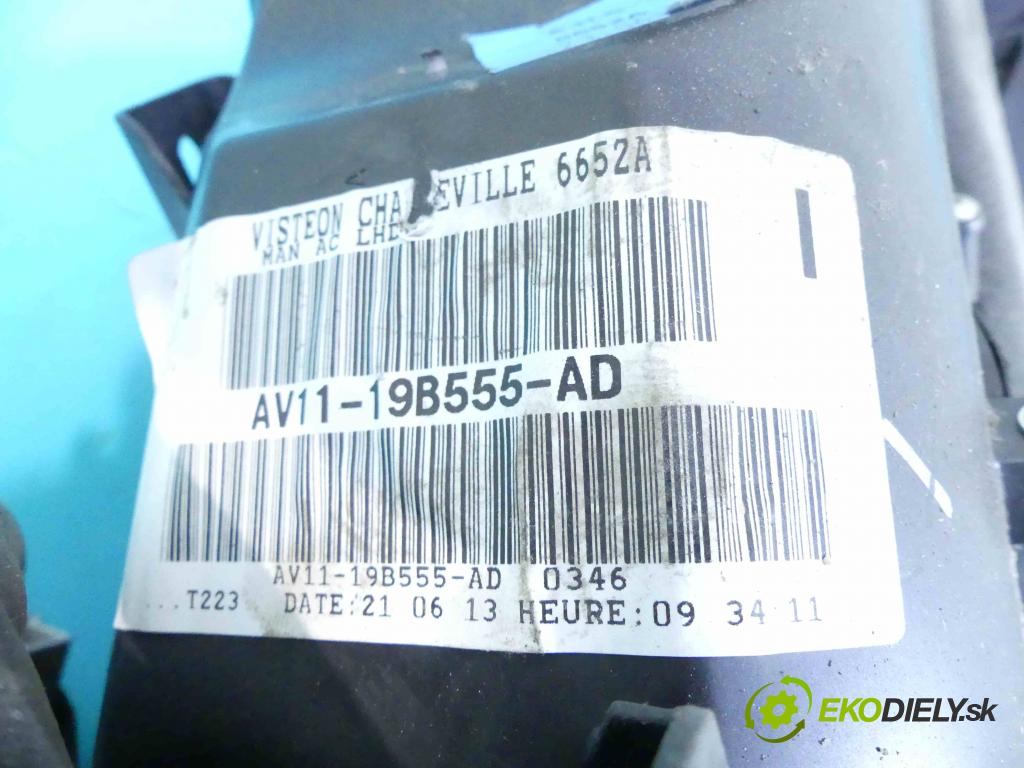 VISTEON CHA EVILLE 6652A
MAN AC LHD
AV11-19B555-AD
AV11-19B555-AD 0346
...T223 DATE:21 06 13 HEURE:09 34 11
EKODIELY.sk